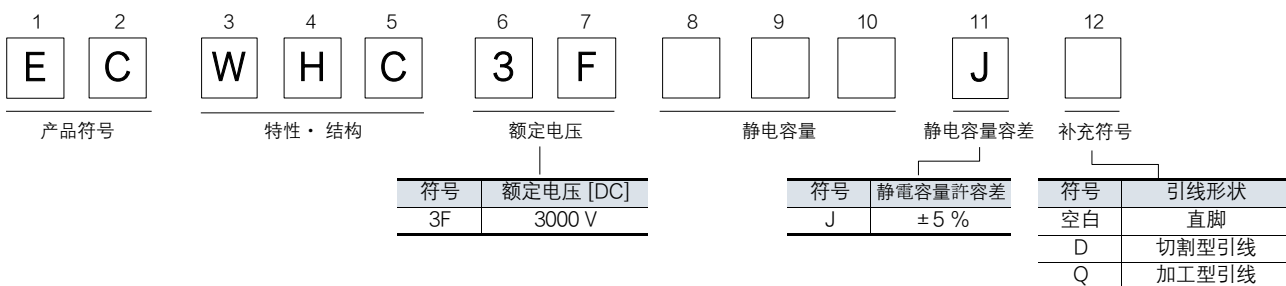 1 2 3 4 5 6 7 8 9 10 11 12
E C W H C 3 F J
产品符号 特性・结构 额定电压 静电容量 静电容量容差 补充符号
符号 额定电压 [DC] 符号 静電容量許容差 符号 引线形状
3F 3000 V J ±5 % 空白 直脚
D 切割型引线
Q 加工型引线